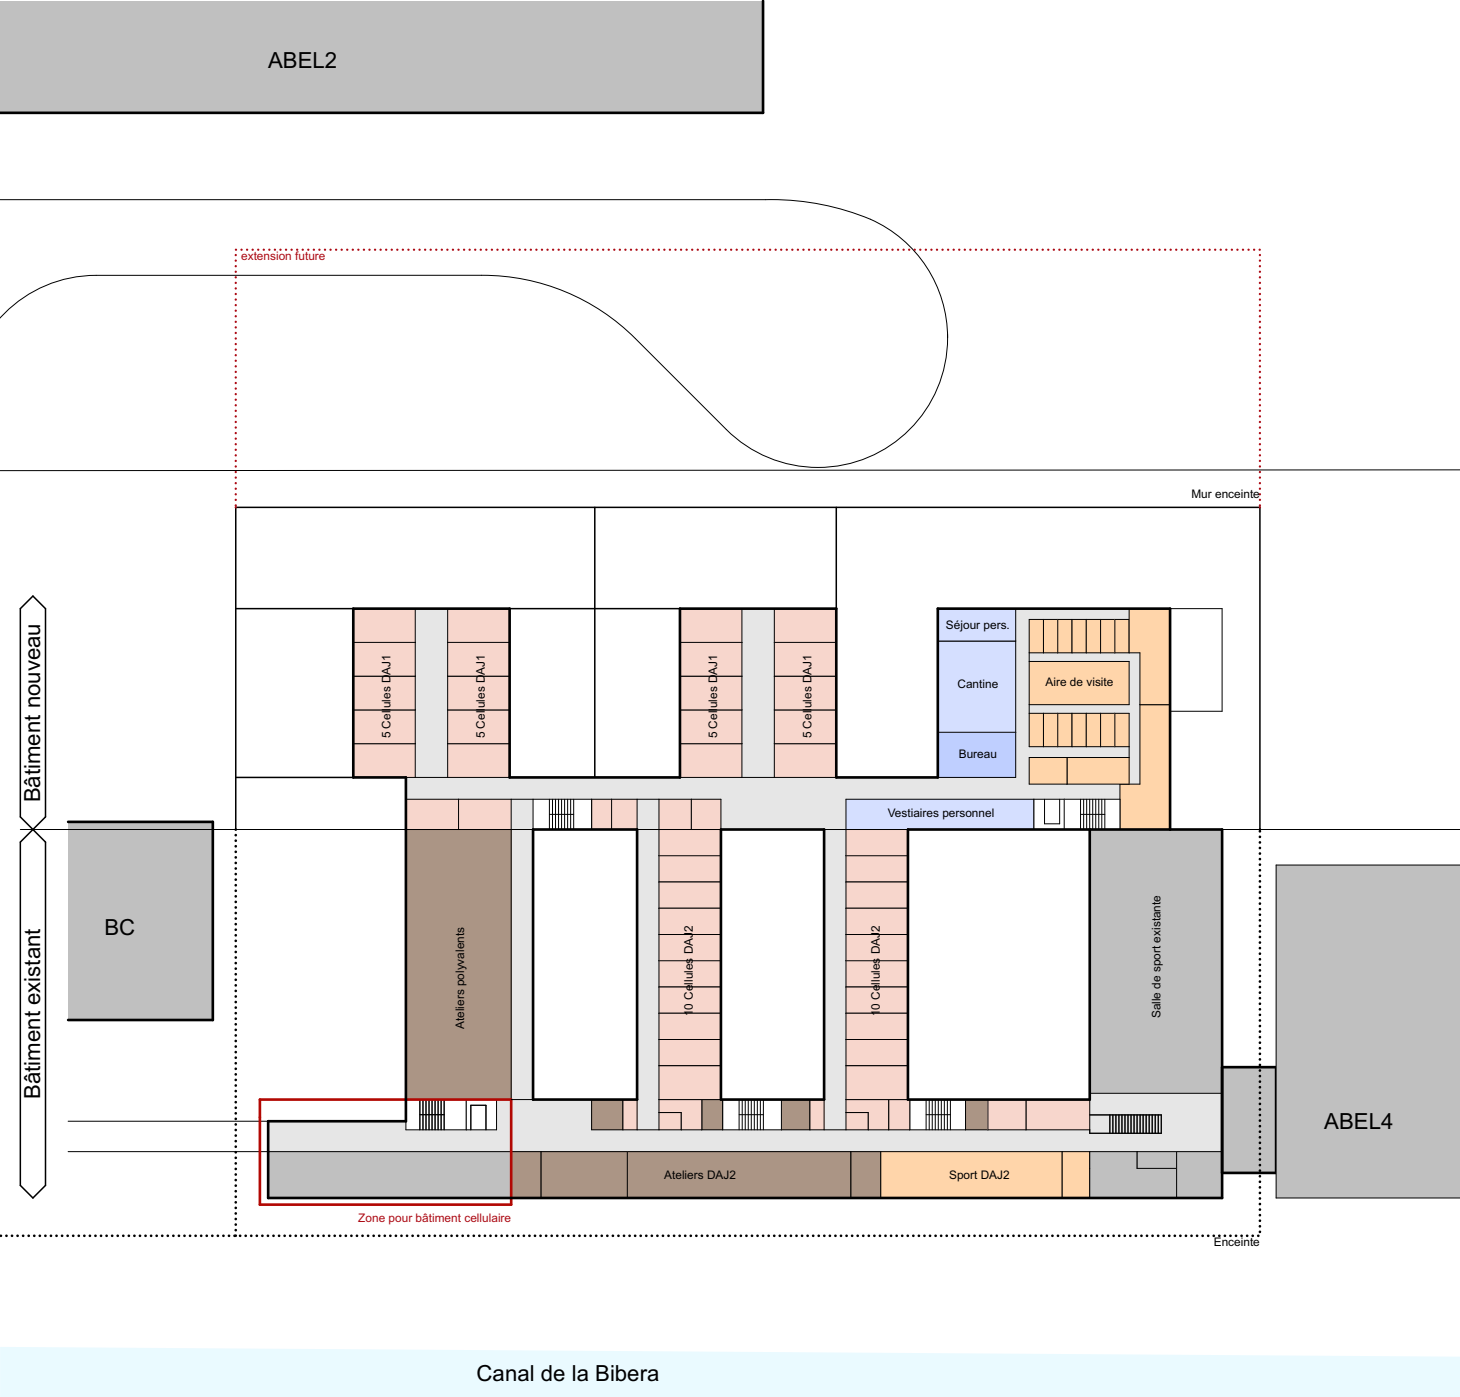 ABEL2
extension future
Mur enceinte
Bâtiment nouveau
5 Cellules DAJ1
5 Cellules DAJ1
5 Cellules DAJ1
5 Cellules DAJ1
Séjour pers.
Cantine
Bureau
Aire de visite
Vestiaires personnel
Bâtiment existant
BC
Ateliers polyvalents
10 Cellules DAJ2
10 Cellules DAJ2
Salle de sport existante
ABEL4
Ateliers DAJ2
Sport DAJ2
Zone pour bâtiment cellulaire
Enceinte
Canal de la Bibera